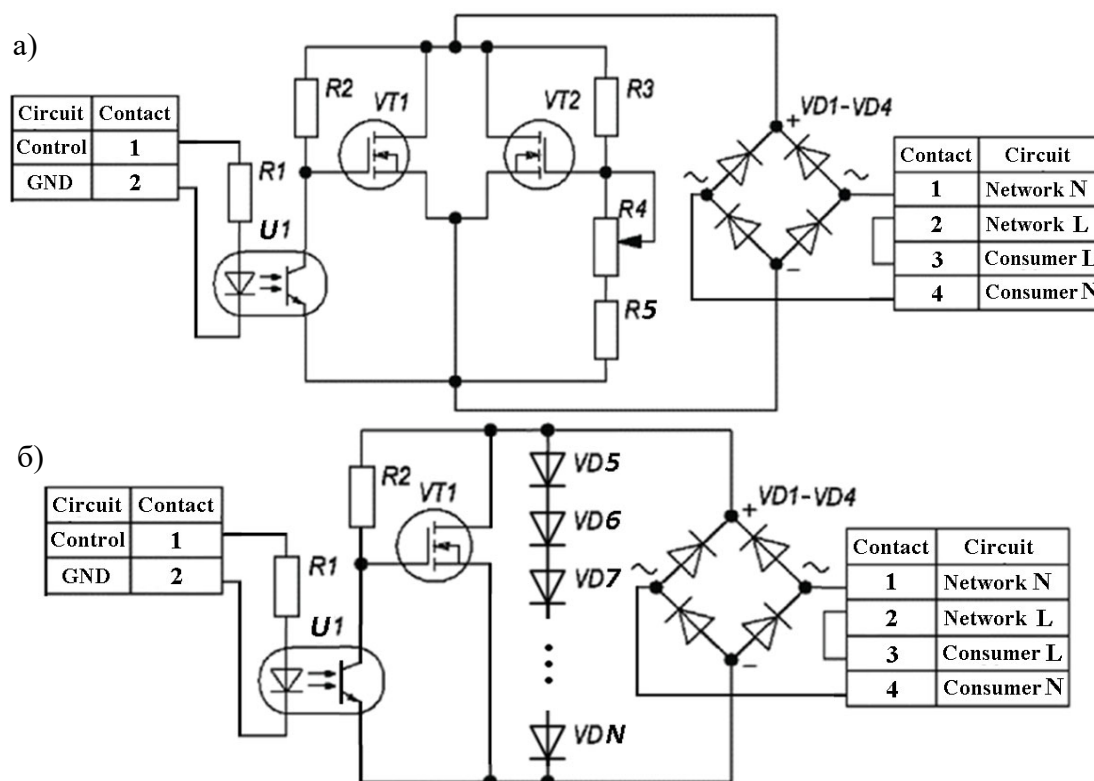 а)
R2
VT1
VT2
R3
VD1-VD4
+
Circuit Contact
Control 1
GND 2
R1
U1
R4
R5
~
~
−
Contact Circuit
1 Network N
2 Network L
3 Consumer L
4 Consumer N
б)
R2
VT1
VD5
VD6
VD7
VDN
VD1-VD4
+
Circuit Contact
Control 1
GND 2
R1
U1
~
~
−
Contact Circuit
1 Network N
2 Network L
3 Consumer L
4 Consumer N